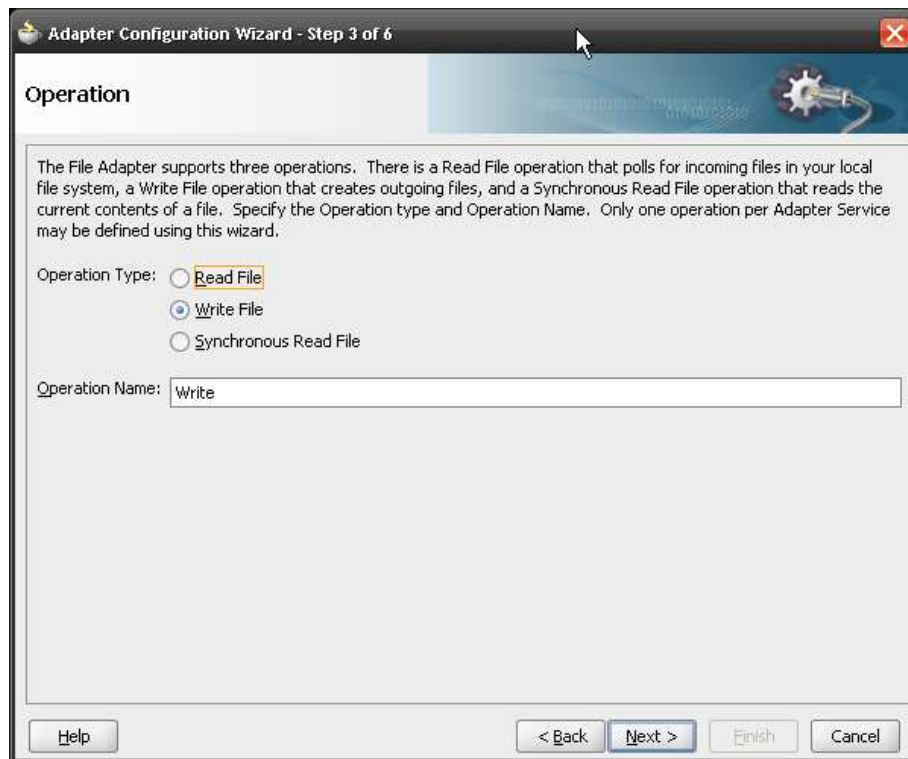 Adapter Configuration Wizard - Step 3 of 6
Operation
The File Adapter supports three operations. There is a Read File operation that polls for incoming files in your local
file system, a Write File operation that creates outgoing files, and a Synchronous Read File operation that reads the
current contents of a file. Specify the Operation type and Operation Name. Only one operation per Adapter Service
may be defined using this wizard.
Operation Type: Read File
Write File
Synchronous Read File
Operation Name: Write
Help < Back Next > Finish Cancel